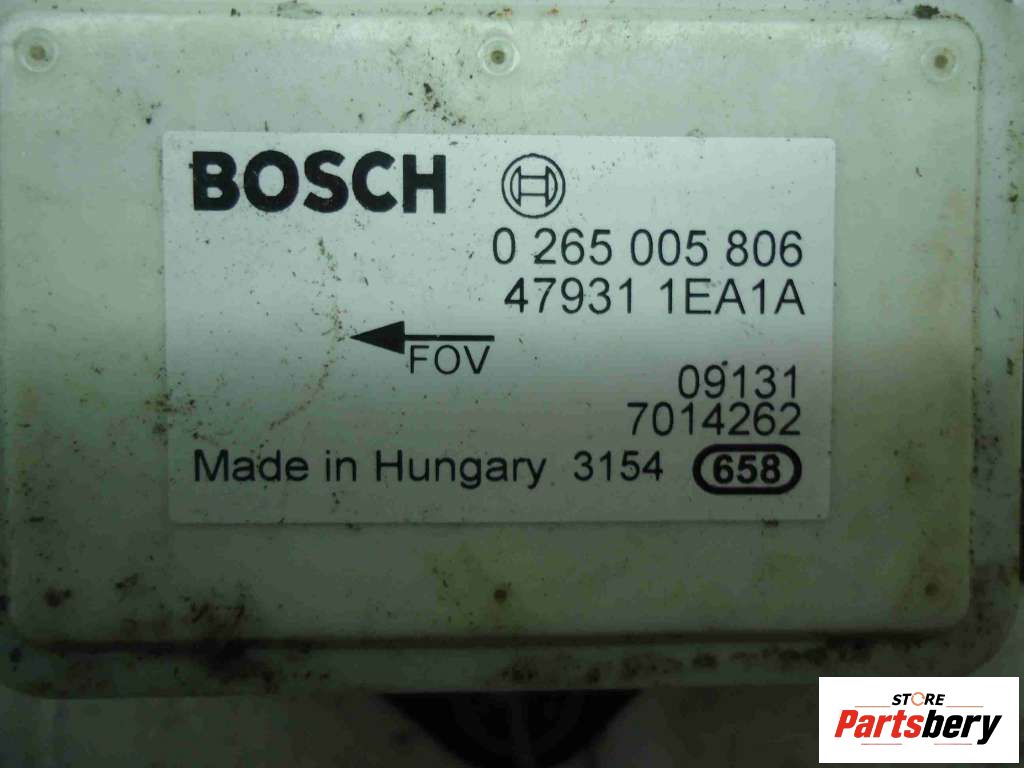 BOSCH
0 265 005 806
47931 1EA1A
FOV
09131
7014262
Made in Hungary 3154 658
STORE
Partsbery